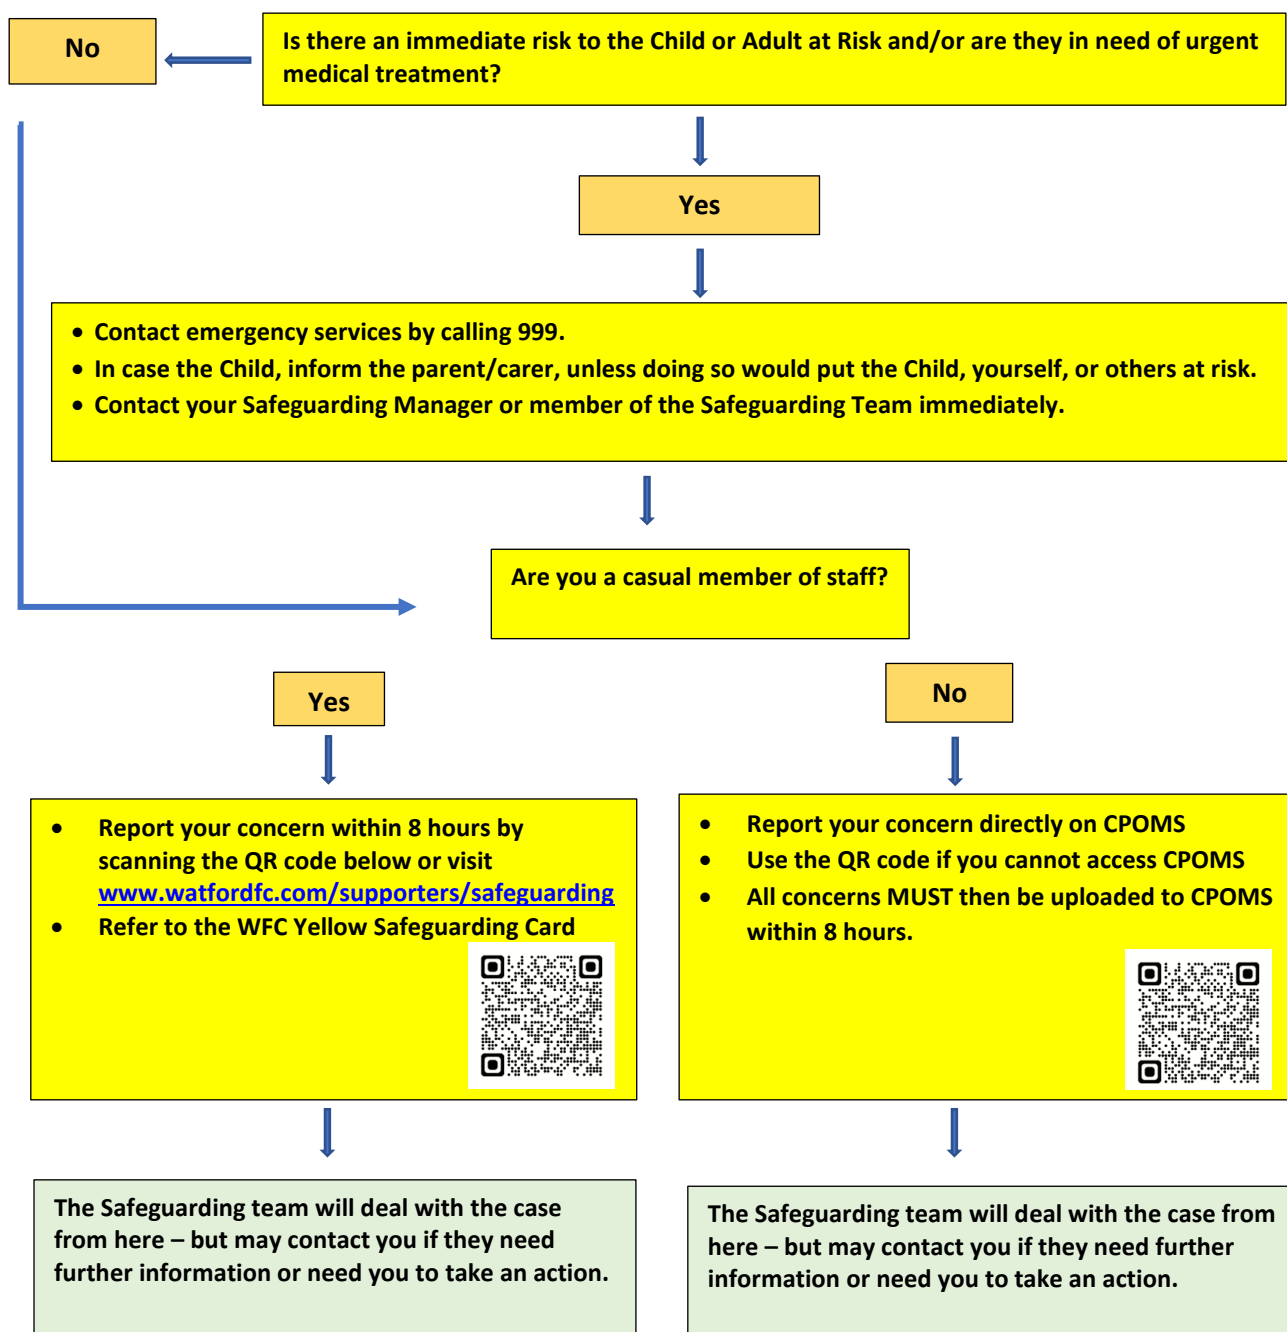 No
Is there an immediate risk to the Child or Adult at Risk and/or are they in need of urgent
medical treatment?
Yes
• Contact emergency services by calling 999.
• In case the Child, inform the parent/carer, unless doing so would put the Child, yourself, or others at risk.
• Contact your Safeguarding Manager or member of the Safeguarding Team immediately.
Are you a casual member of staff?
Yes
No
• Report your concern within 8 hours by
scanning the QR code below or visit
www.watfordfc.com/supporters/safeguarding
• Refer to the WFC Yellow Safeguarding Card
• Report your concern directly on CPOMS
• Use the QR code if you cannot access CPOMS
• All concerns MUST then be uploaded to CPOMS
within 8 hours.
The Safeguarding team will deal with the case
from here – but may contact you if they need
further information or need you to take an action.
The Safeguarding team will deal with the case from
here – but may contact you if they need further
information or need you to take an action.